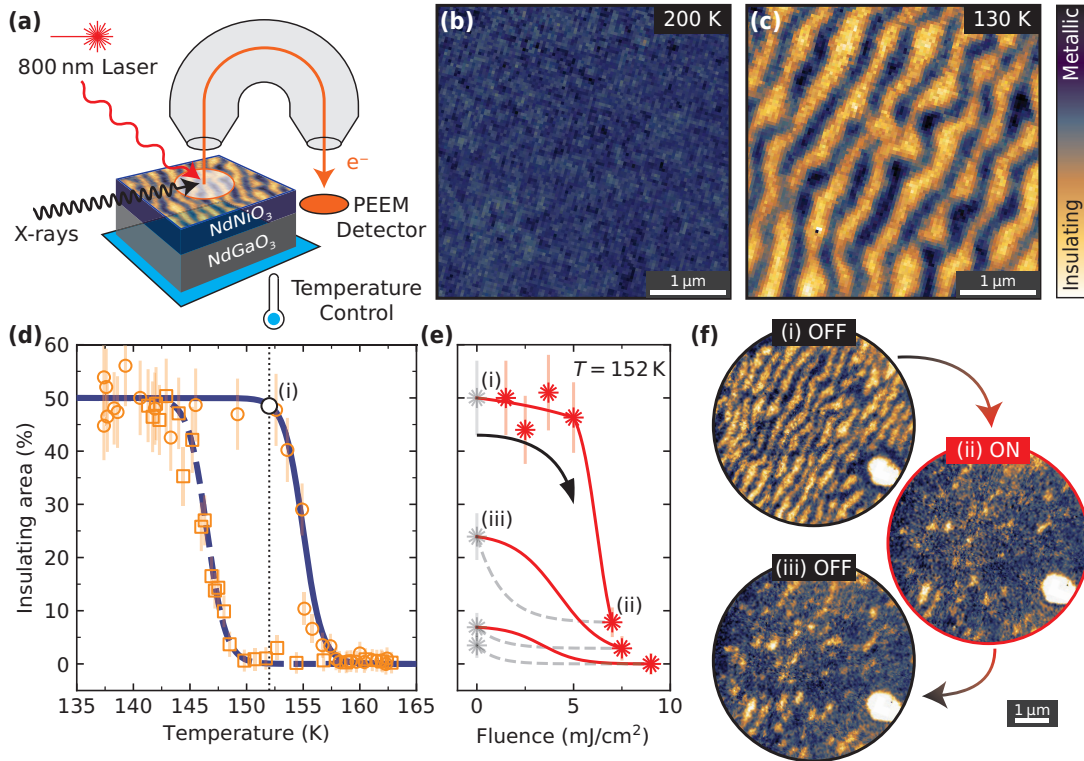 (a)
800 nm Laser
e⁻
X-rays
NdNiO₃
NdGaO₃
PEEM
Detector
Temperature
Control
(b)
200 K
1 µm
(c)
130 K
1 µm
Metallic
Insulating
(d)
Insulating area (%)
60
50
40
30
20
10
0
(i)
135 140 145 150 155 160 165
Temperature (K)
(e)
T = 152 K
(i)
(iii)
(ii)
0 5 10
Fluence (mJ/cm²)
(f)
(i) OFF
(ii) ON
(iii) OFF
1 µm